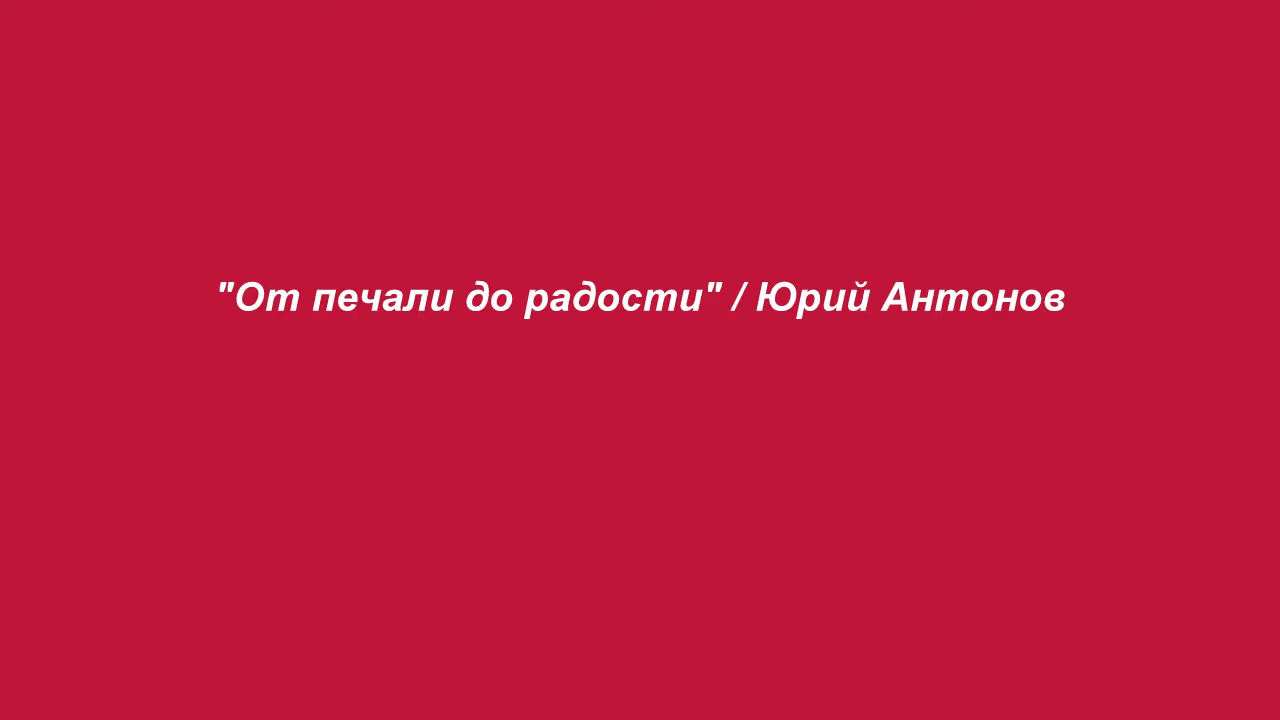 "От печали до радости" / Юрий Антонов